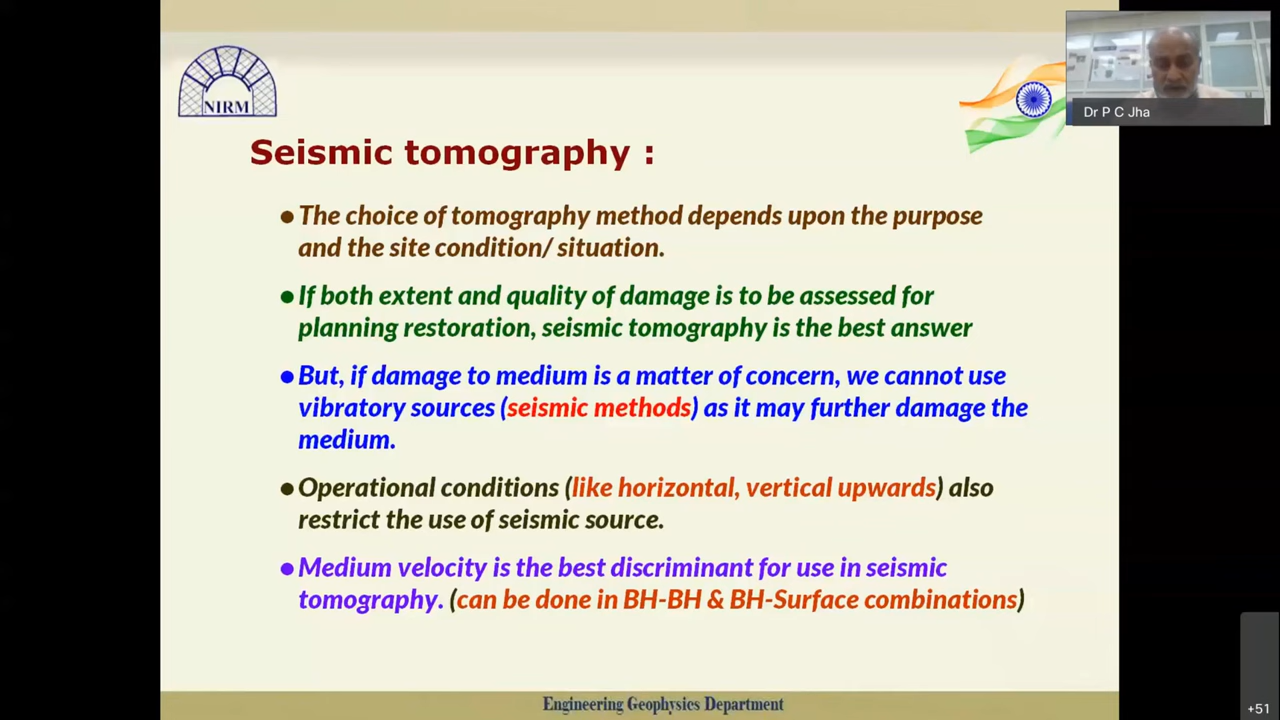 NIRM
Dr P C Jha
Seismic tomography :
●The choice of tomography method depends upon the purpose
and the site condition/ situation.
●If both extent and quality of damage is to be assessed for
planning restoration, seismic tomography is the best answer
●But, if damage to medium is a matter of concern, we cannot use
vibratory sources (seismic methods) as it may further damage the
medium.
●Operational conditions (like horizontal, vertical upwards) also
restrict the use of seismic source.
●Medium velocity is the best discriminant for use in seismic
tomography. (can be done in BH-BH & BH-Surface combinations)
Engineering Geophysics Department
+51